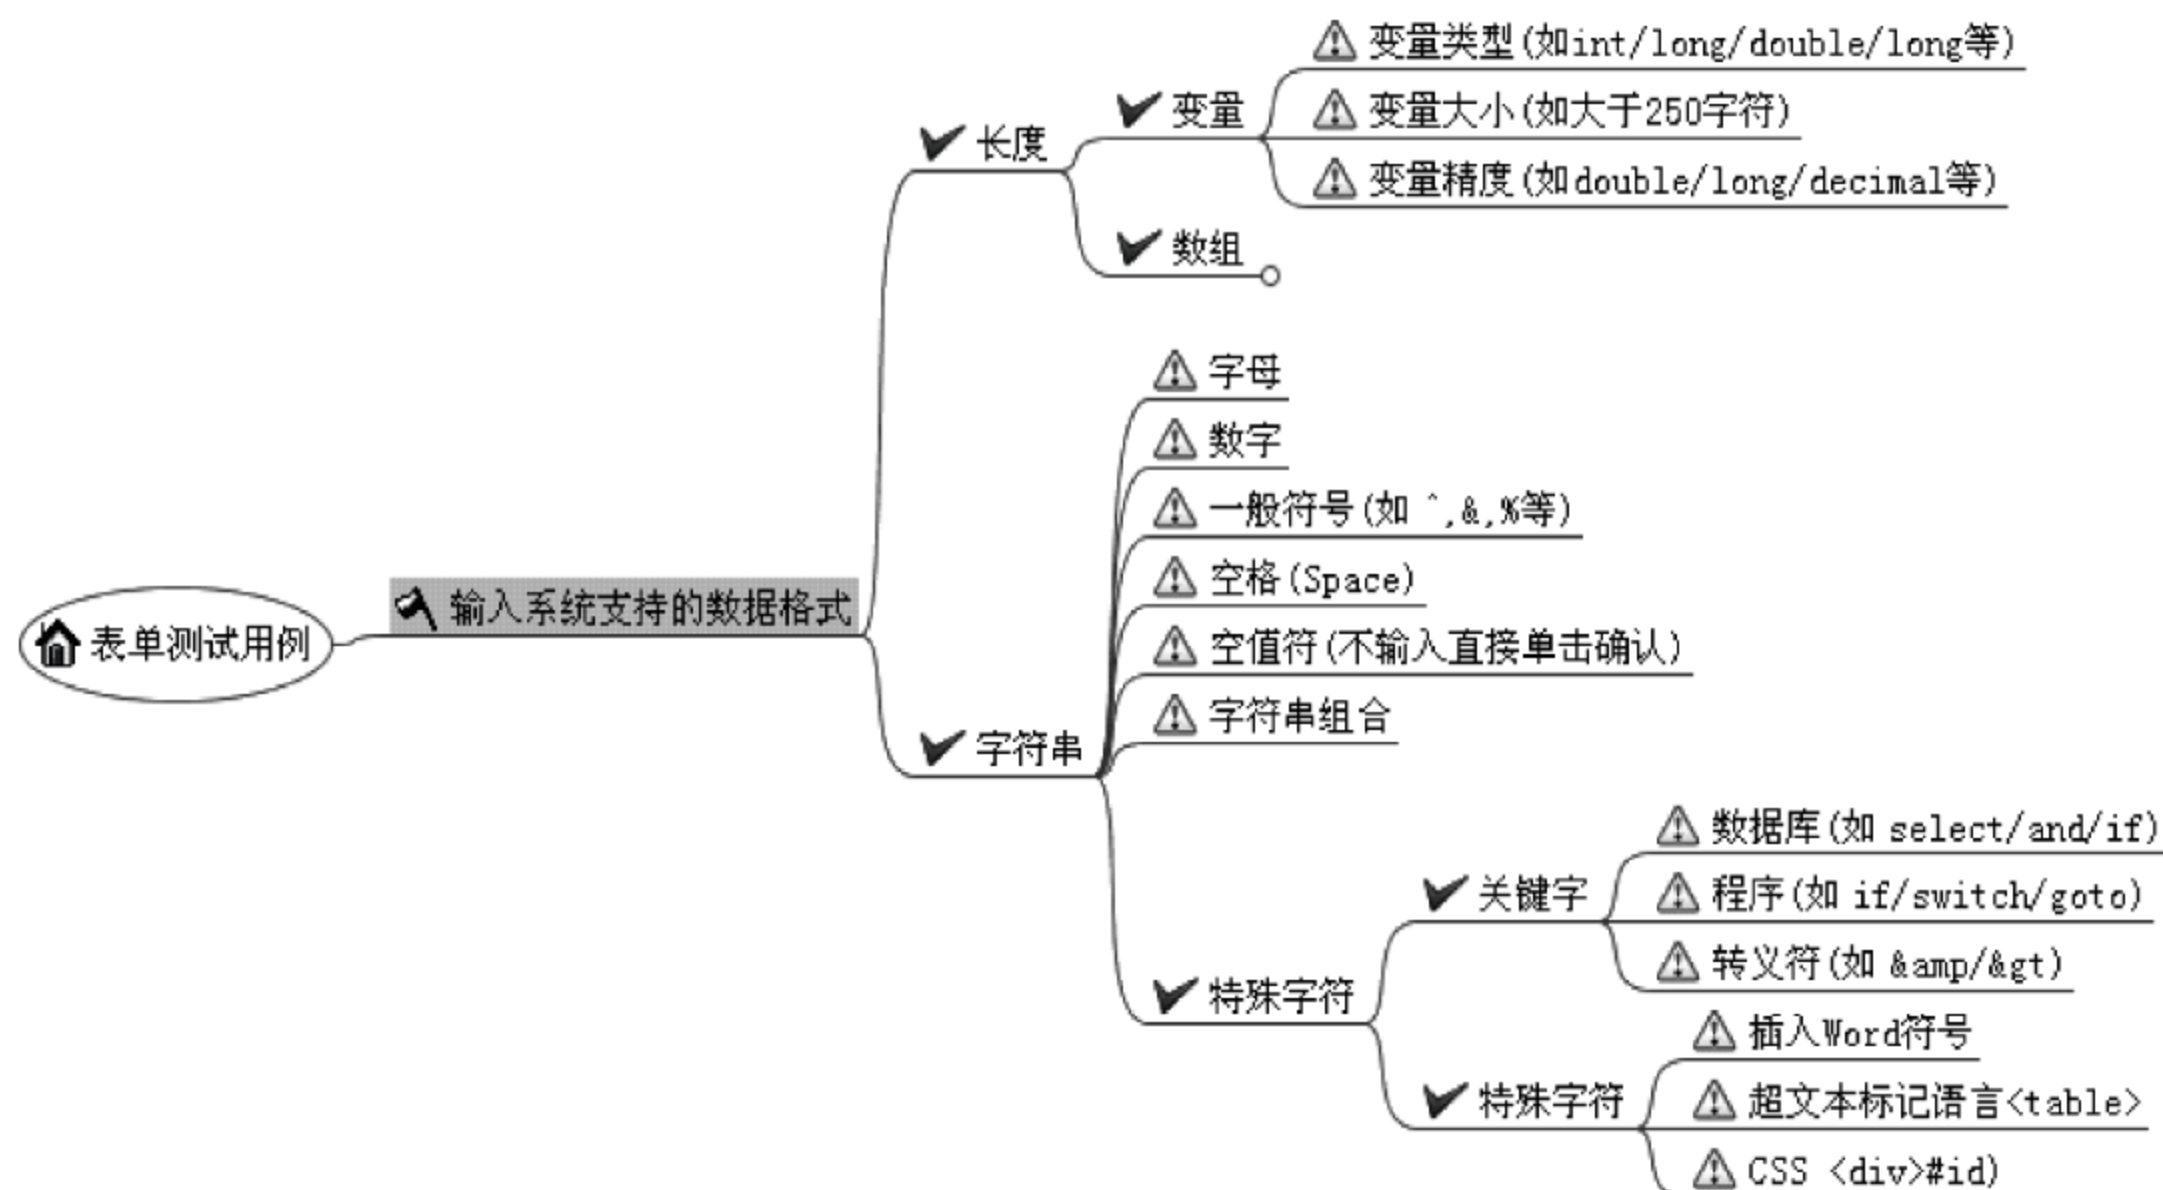 变量类型(如int/long/double/long等)
变量
变量大小(如大于250字符)
长度
变量精度(如double/long/decimal等)
数组
字母
数字
一般符号(如 ^,&,%等)
空格(Space)
输入系统支持的数据格式
表单测试用例
空值符(不输入直接单击确认)
字符串组合
字符串
数据库(如 select/and/if)
关键字
程序(如 if/switch/goto)
转义符(如 &amp/&gt)
特殊字符
插入Word符号
特殊字符
超文本标记语言<table>
CSS <div>#id)